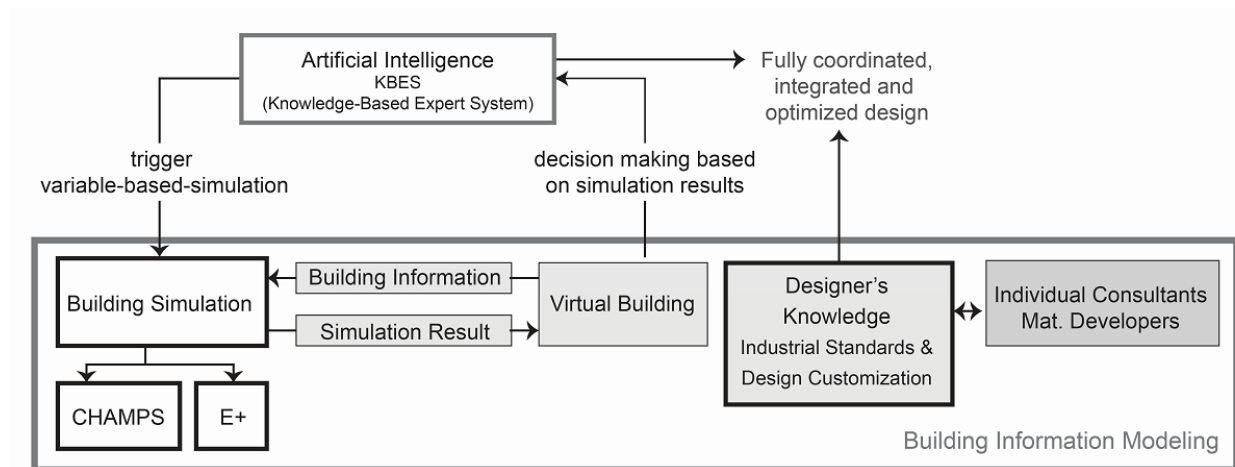 Artificial Intelligence
KBES
(Knowledge-Based Expert System)
Fully coordinated,
integrated and
optimized design
trigger
variable-based-simulation
decision making based
on simulation results
Building Simulation
Building Information
Simulation Result
Virtual Building
Designer's
Knowledge
Industrial Standards &
Design Customization
Individual Consultants
Mat. Developers
CHAMPS
E+
Building Information Modeling